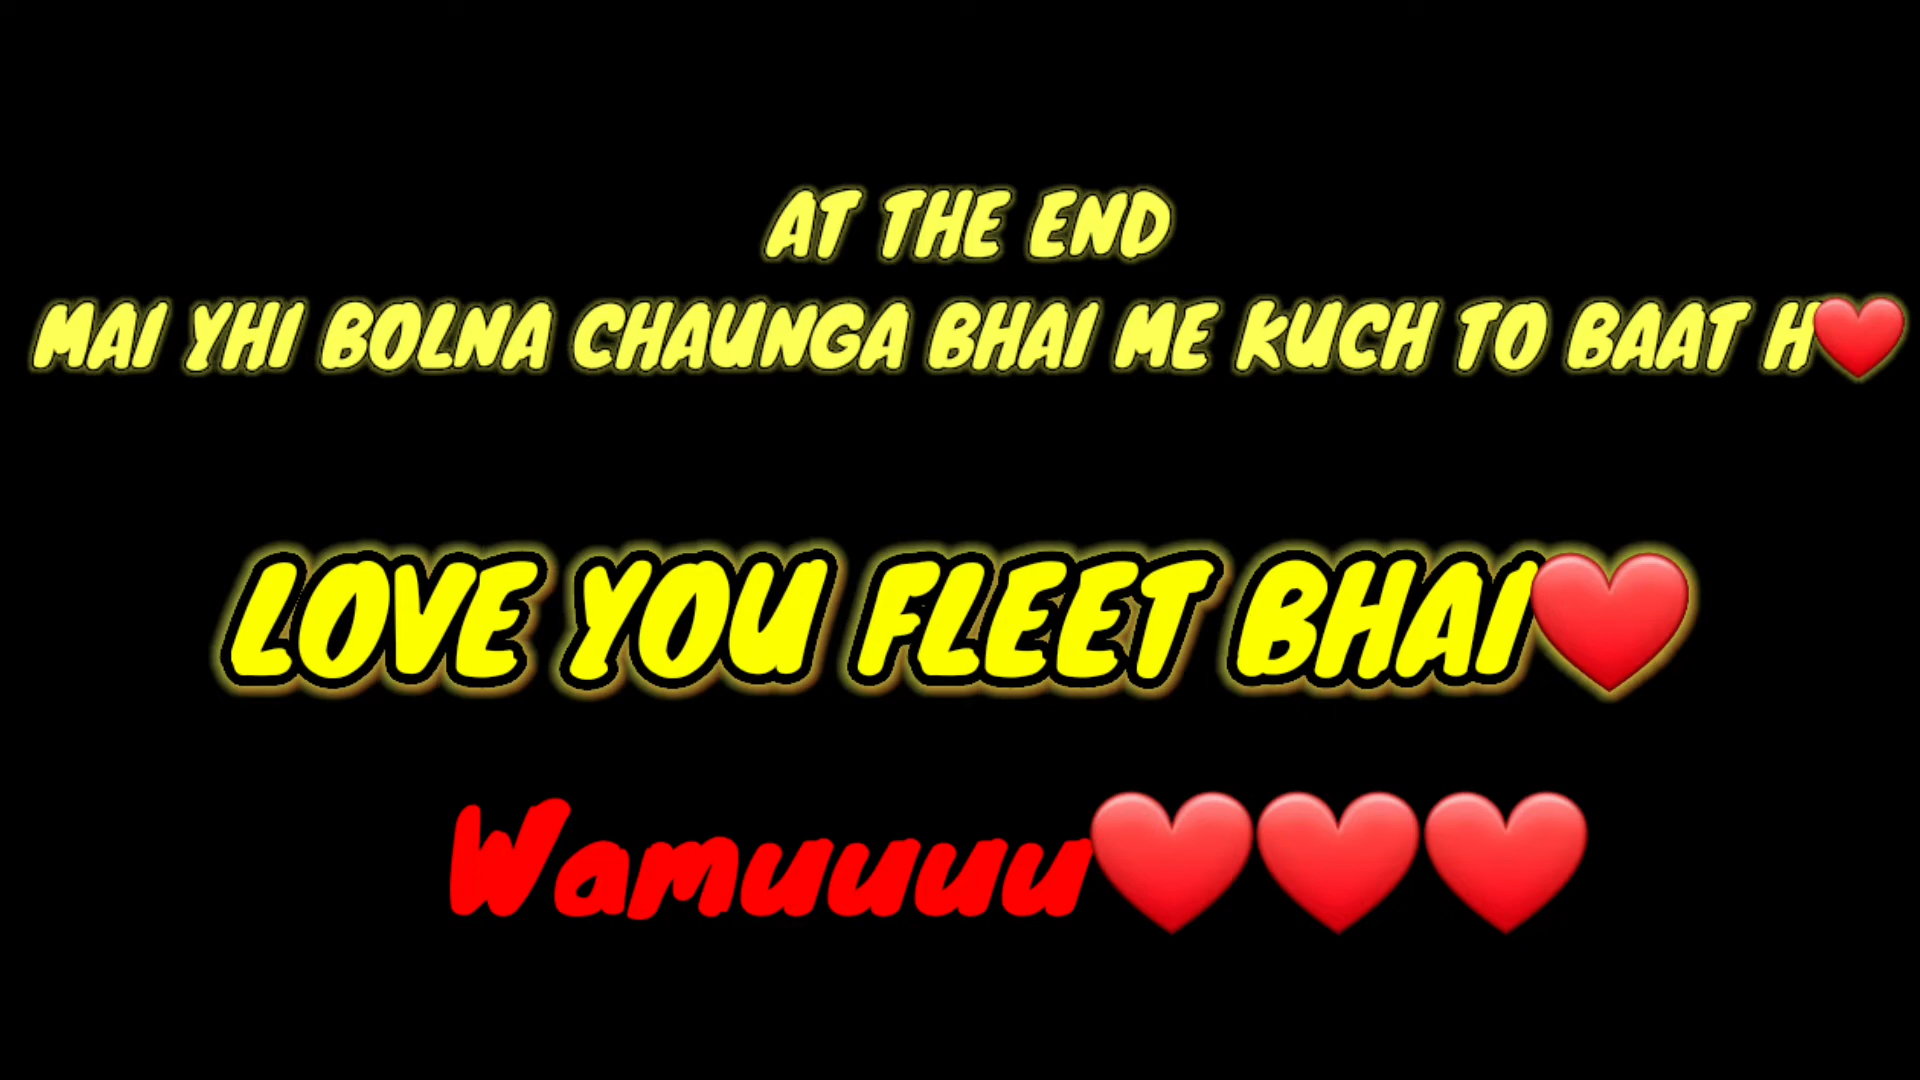 AT THE END
MAI YHI BOLNA CHAUNGA BHAI ME KUCH TO BAAT H❤️
LOVE YOU FLEET BHAI❤️
Wamuuuu❤️❤️❤️